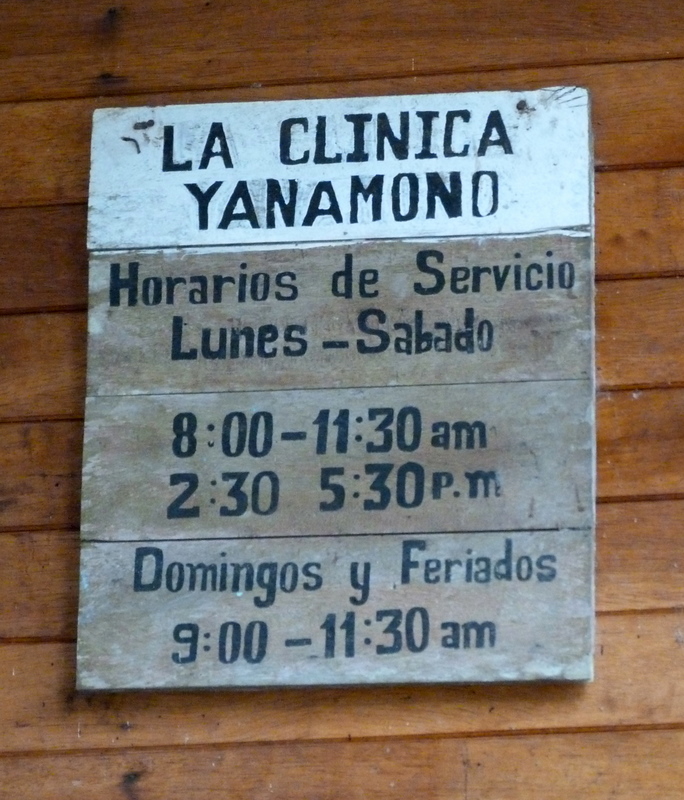 LA CLINICA
YANAMONO
Horarios de Servicio
Lunes - Sabado
8:00 - 11:30 am
2:30 5:30 p.m
Domingos y Feriados
9:00 - 11:30 am